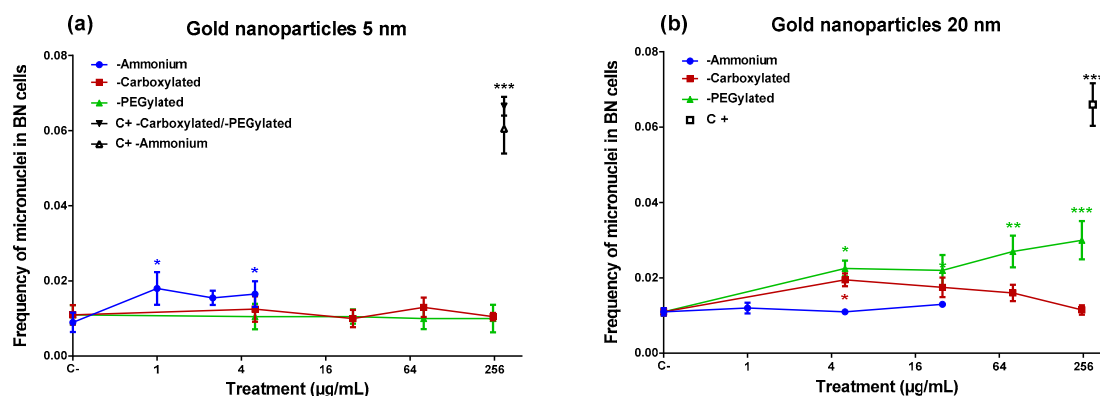 (a)
Gold nanoparticles 5 nm
Frequency of micronuclei in BN cells
0.08
0.06
0.04
0.02
0.00
-Ammonium
-Carboxylated
-PEGylated
C+ -Carboxylated/-PEGylated
C+ -Ammonium
***
*
*
C-
1
4
16
64
256
Treatment (µg/mL)
(b)
Gold nanoparticles 20 nm
Frequency of micronuclei in BN cells
0.08
0.06
0.04
0.02
0.00
-Ammonium
-Carboxylated
-PEGylated
C +
***
*
*
**
***
*
C-
1
4
16
64
256
Treatment (µg/mL)